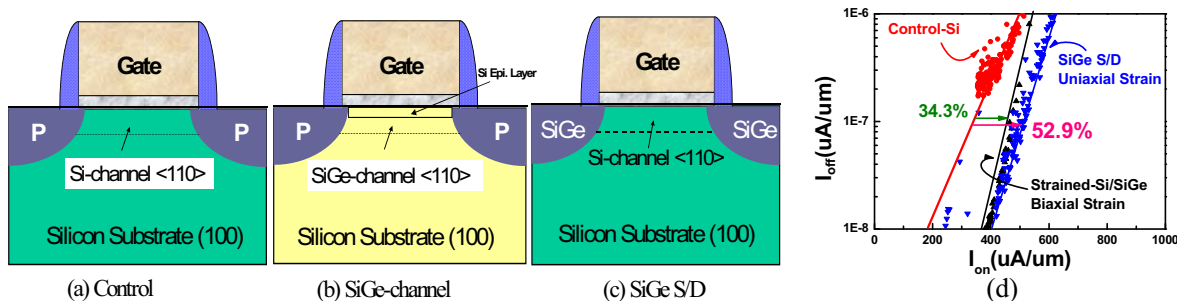 Gate
P
P
Si-channel <110>
Silicon Substrate (100)
(a) Control
Gate
Si Epi. Layer
P
P
SiGe-channel <110>
Silicon Substrate (100)
(b) SiGe-channel
Gate
SiGe
SiGe
Si-channel <110>
Silicon Substrate (100)
(c) SiGe S/D
1E-6
1E-7
1E-8
Ioff(uA/um)
Control-Si
SiGe S/D
Uniaxial Strain
34.3%
52.9%
Strained-Si/SiGe
Biaxial Strain
0 200 400 600 800 1000
Ion(uA/um)
(d)